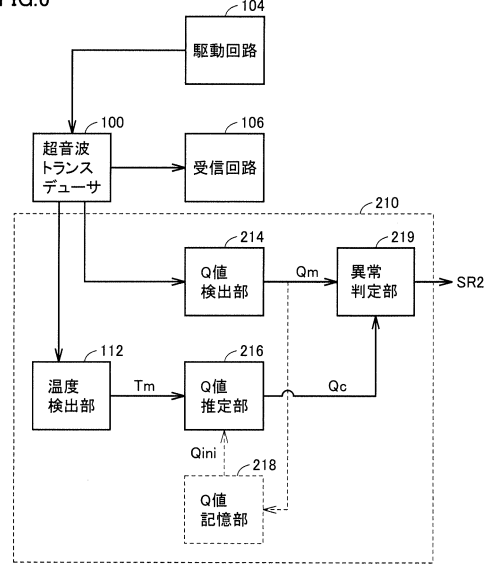 104
駆動回路
100
超音波
トランス
デューサ
106
受信回路
210
214
Q値
検出部
Qm
219
異常
判定部
SR2
112
温度
検出部
Tm
216
Q値
推定部
Qc
Qini
218
Q値
記憶部